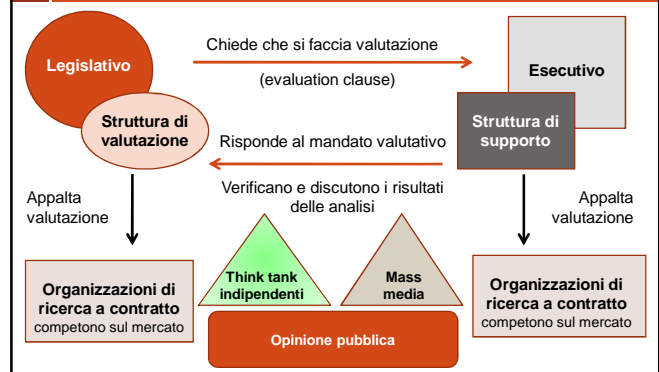 Legislativo
Chiede che si faccia valutazione
(evaluation clause)
Esecutivo
Struttura di
valutazione
Risponde al mandato valutativo
Struttura di
supporto
Appalta
valutazione
Verificano e discutono i risultati
delle analisi
Appalta
valutazione
Organizzazioni di
ricerca a contratto
competono sul mercato
Think tank
indipendenti
Mass
media
Organizzazioni di
ricerca a contratto
competono sul mercato
Opinione pubblica